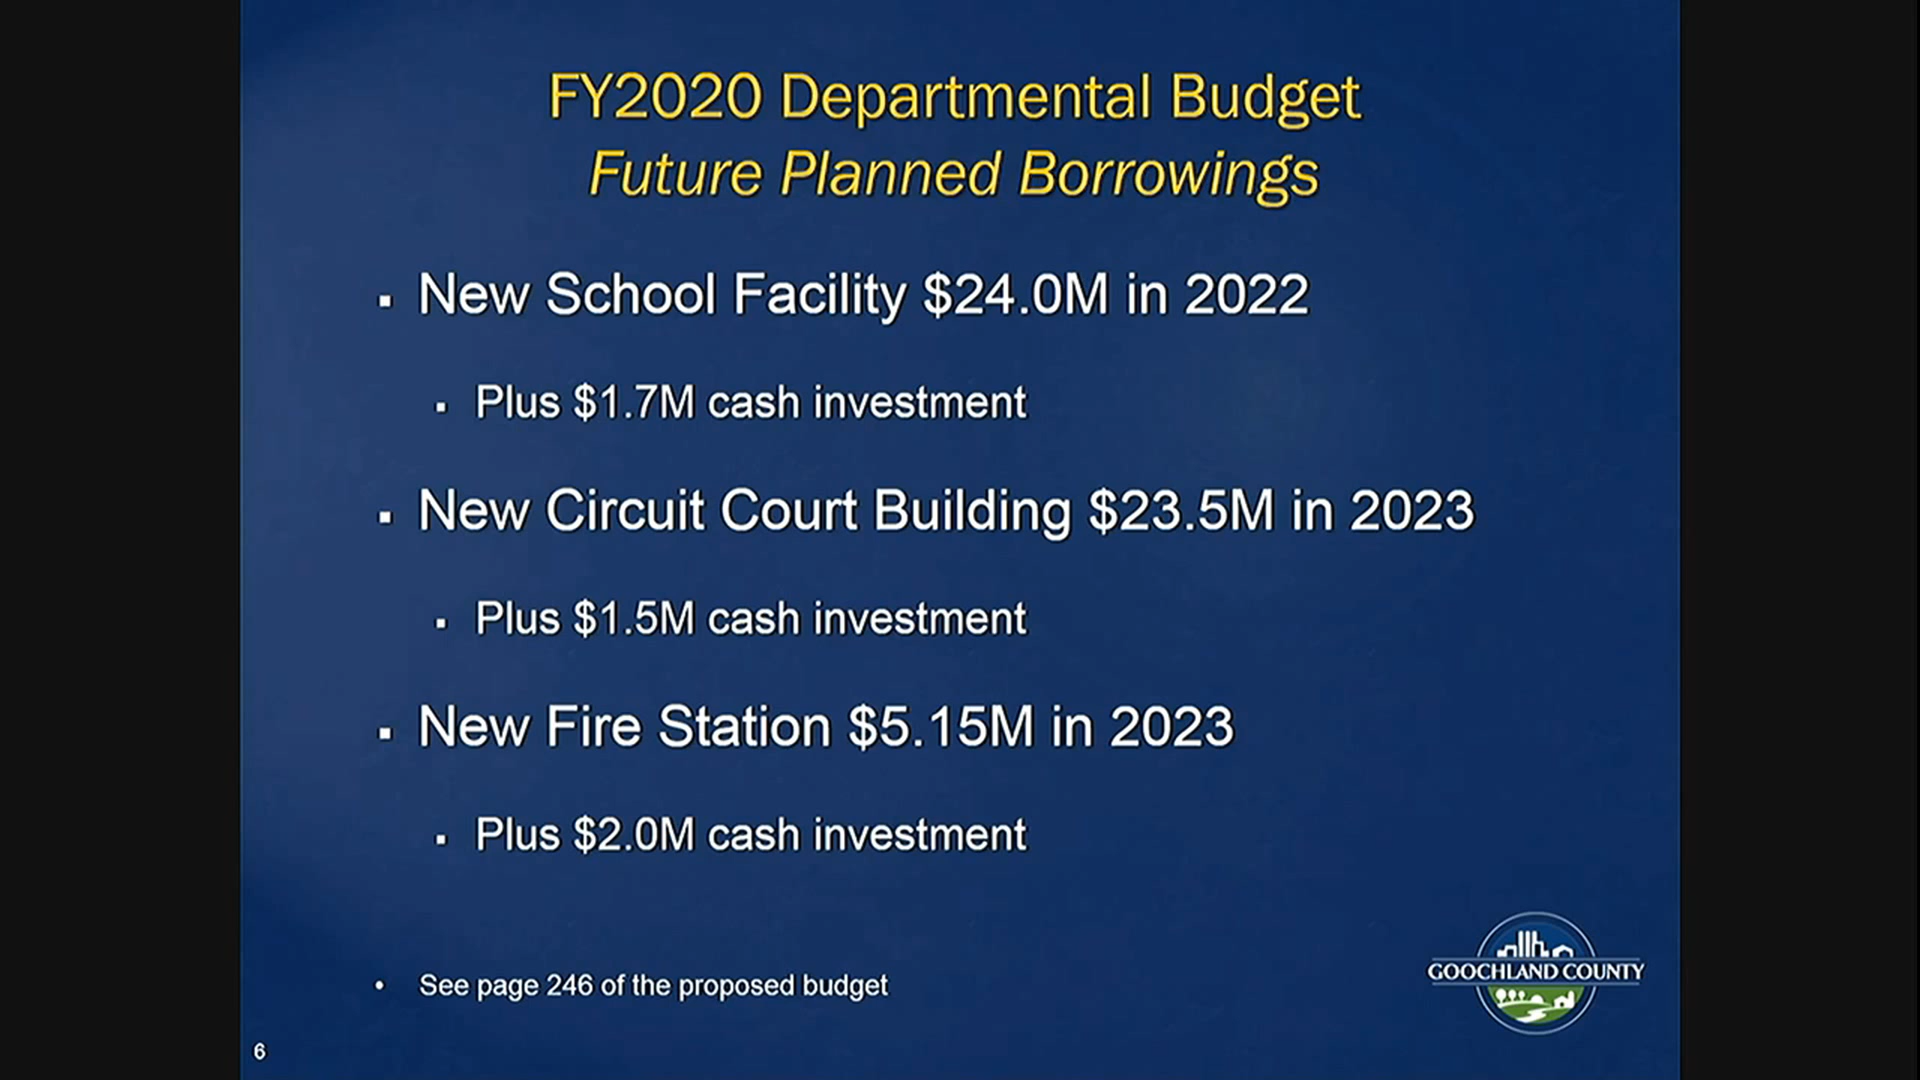 FY2020 Departmental Budget
Future Planned Borrowings
▪ New School Facility $24.0M in 2022
▪ Plus $1.7M cash investment
▪ New Circuit Court Building $23.5M in 2023
▪ Plus $1.5M cash investment
▪ New Fire Station $5.15M in 2023
▪ Plus $2.0M cash investment
• See page 246 of the proposed budget
GOOCHLAND COUNTY
6